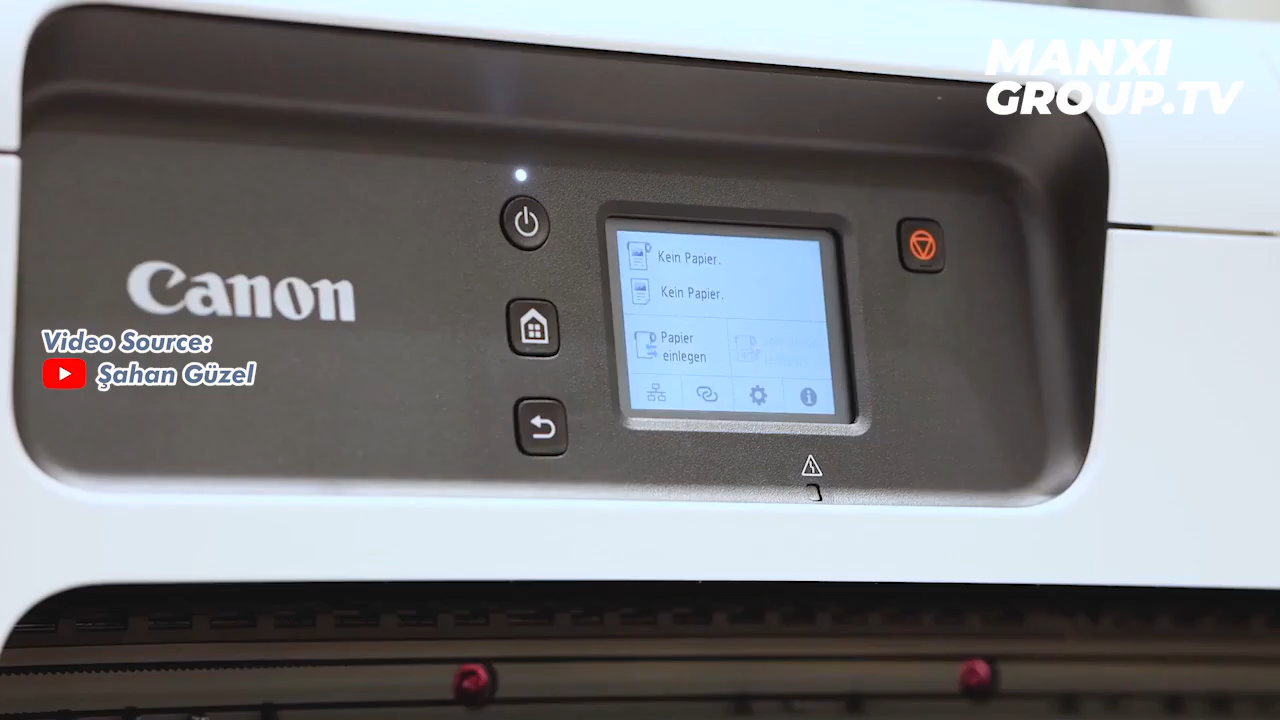 MANXI
GROUP.TV
Canon
Video Source:
Şahan Güzel
Kein Papier.
Kein Papier.
Papier
einlegen